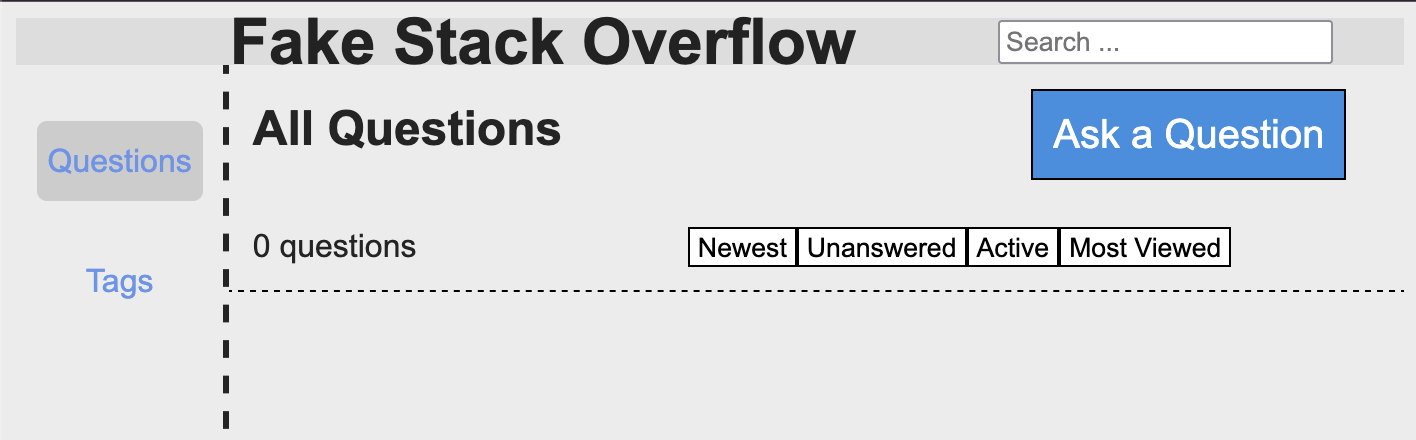 Fake Stack Overflow
Search ...
Questions
Tags
All Questions
Ask a Question
0 questions
Newest
Unanswered
Active
Most Viewed